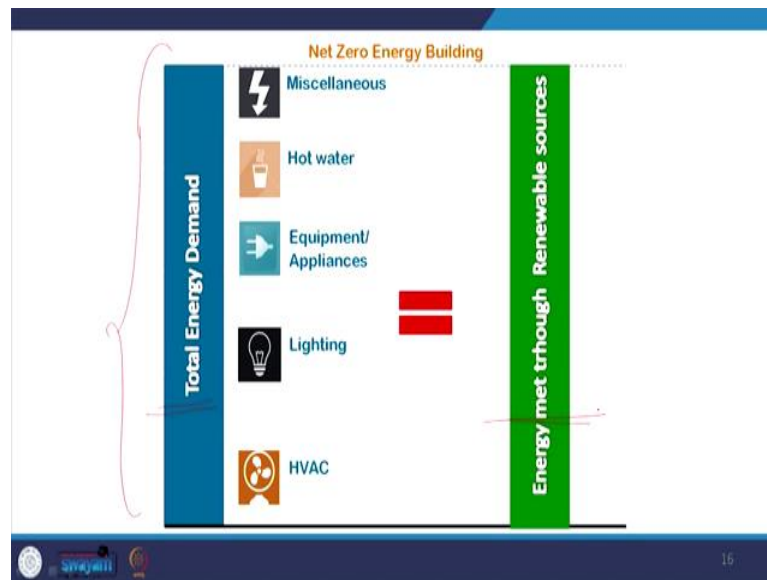 Net Zero Energy Building
Total Energy Demand
Miscellaneous
Hot water
Equipment/
Appliances
Lighting
HVAC
Energy met trhough Renewable sources
swayam
16